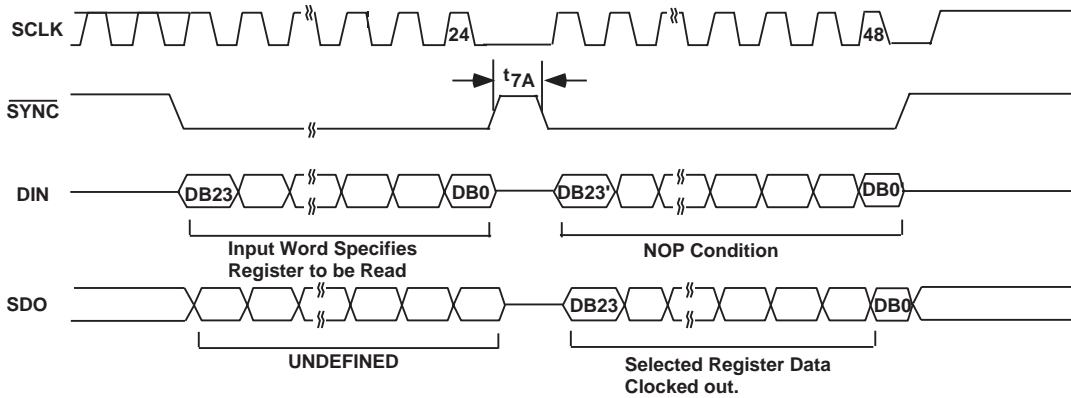 SCLK
24
48
t7A
SYNC
DIN
DB23
DB0
DB23'
DB0'
Input Word Specifies
Register to be Read
NOP Condition
SDO
DB23
DB0
UNDEFINED
Selected Register Data
Clocked out.